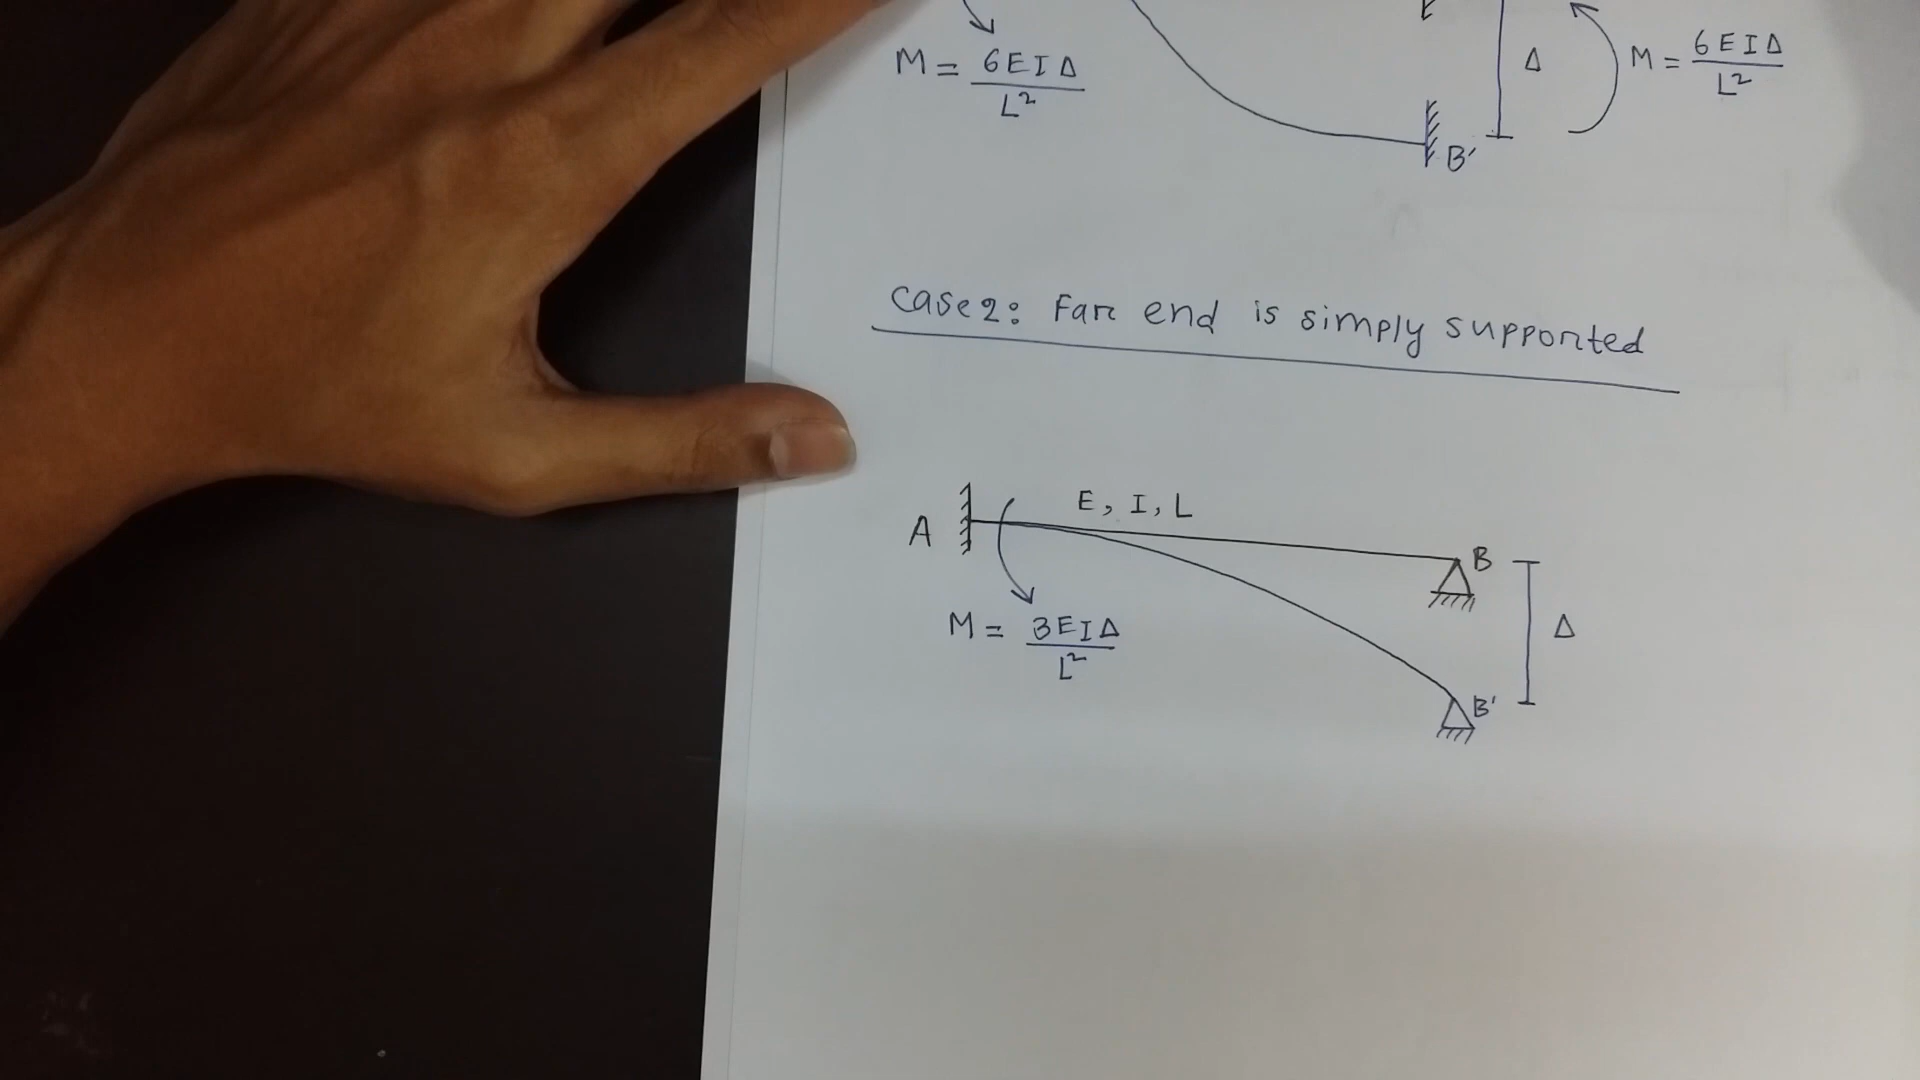 M = 6EIΔ / L²
Δ
M = 6EIΔ / L²
B'
Case 2: Far end is simply supported
E, I, L
A
B
M = 3EIΔ / L²
Δ
B'